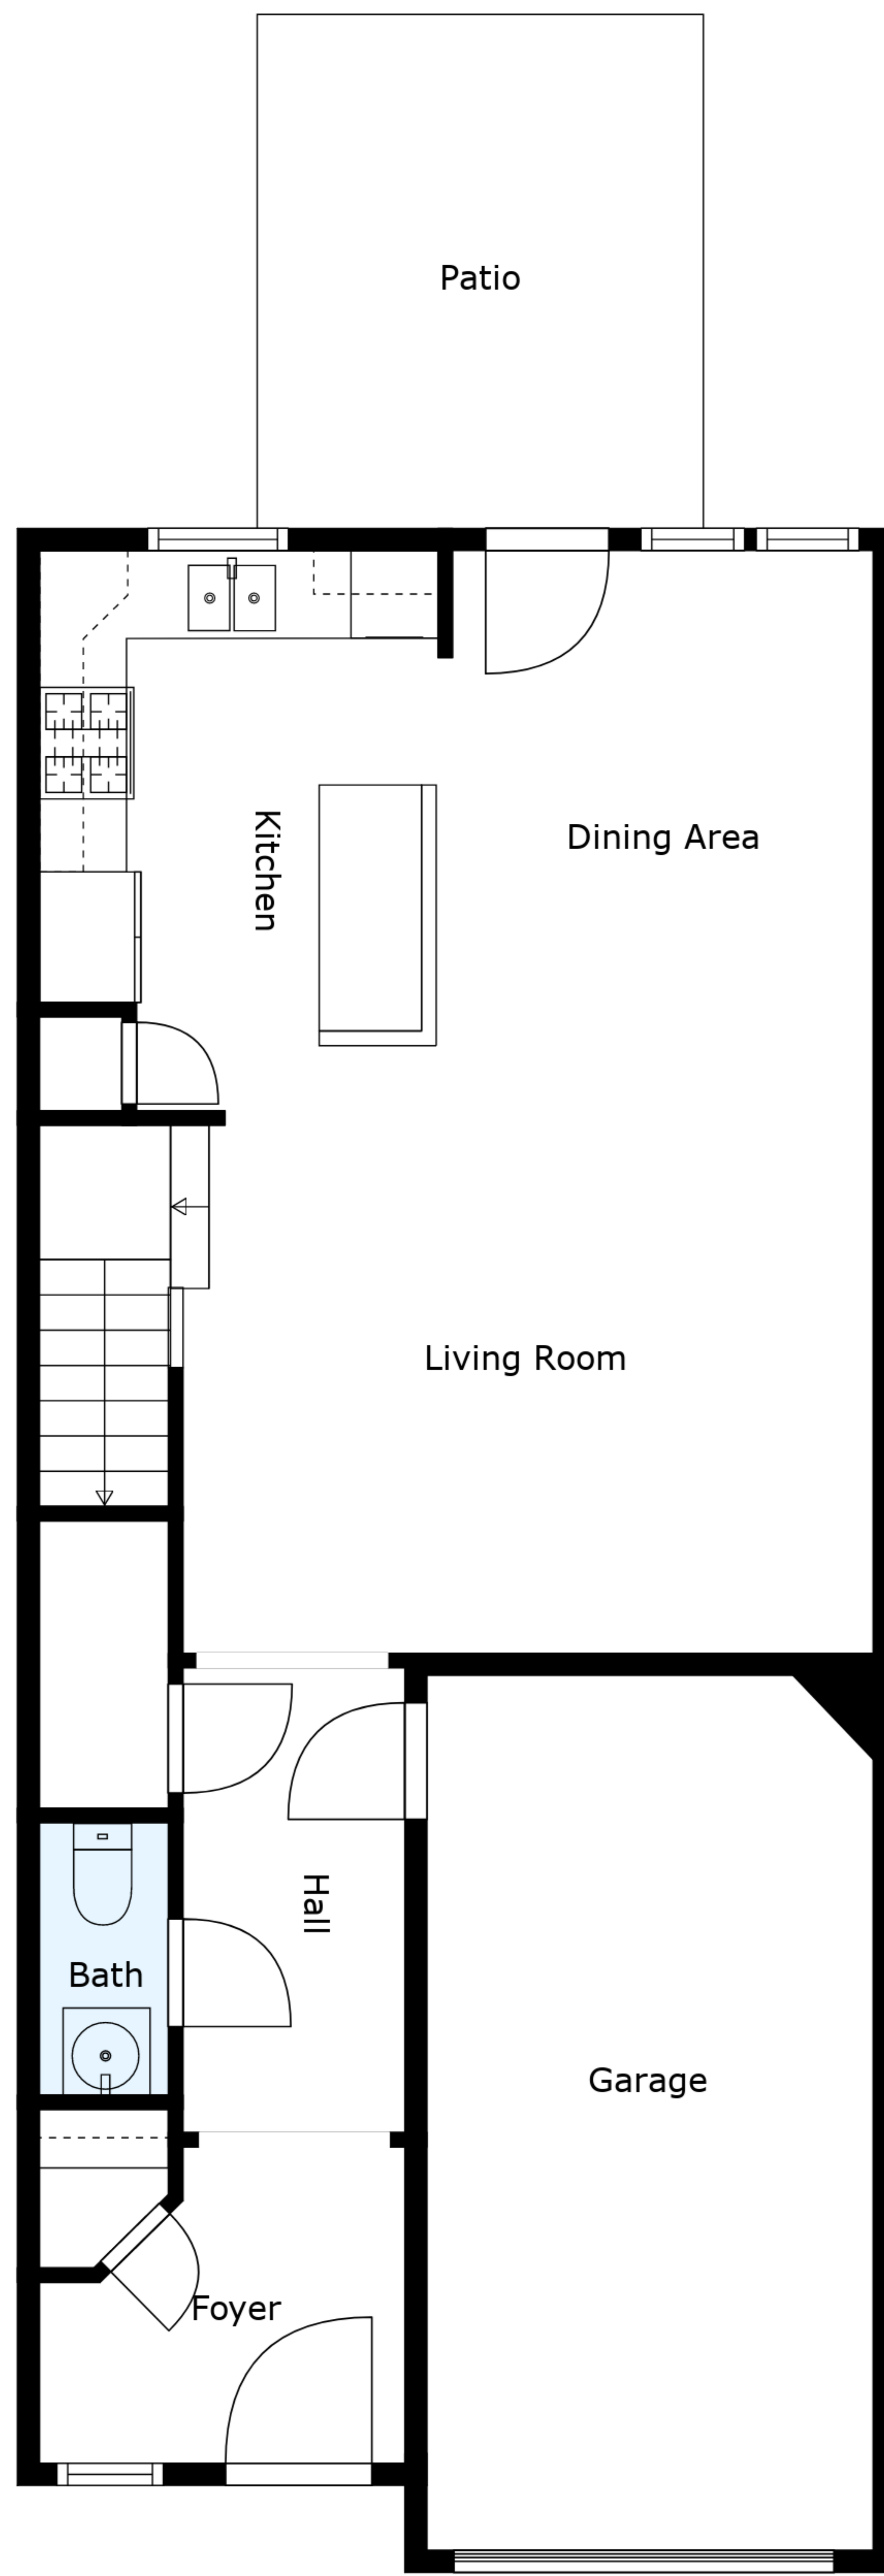 Patio
Kitchen
Dining Area
Living Room
Hall
Bath
Garage
Foyer